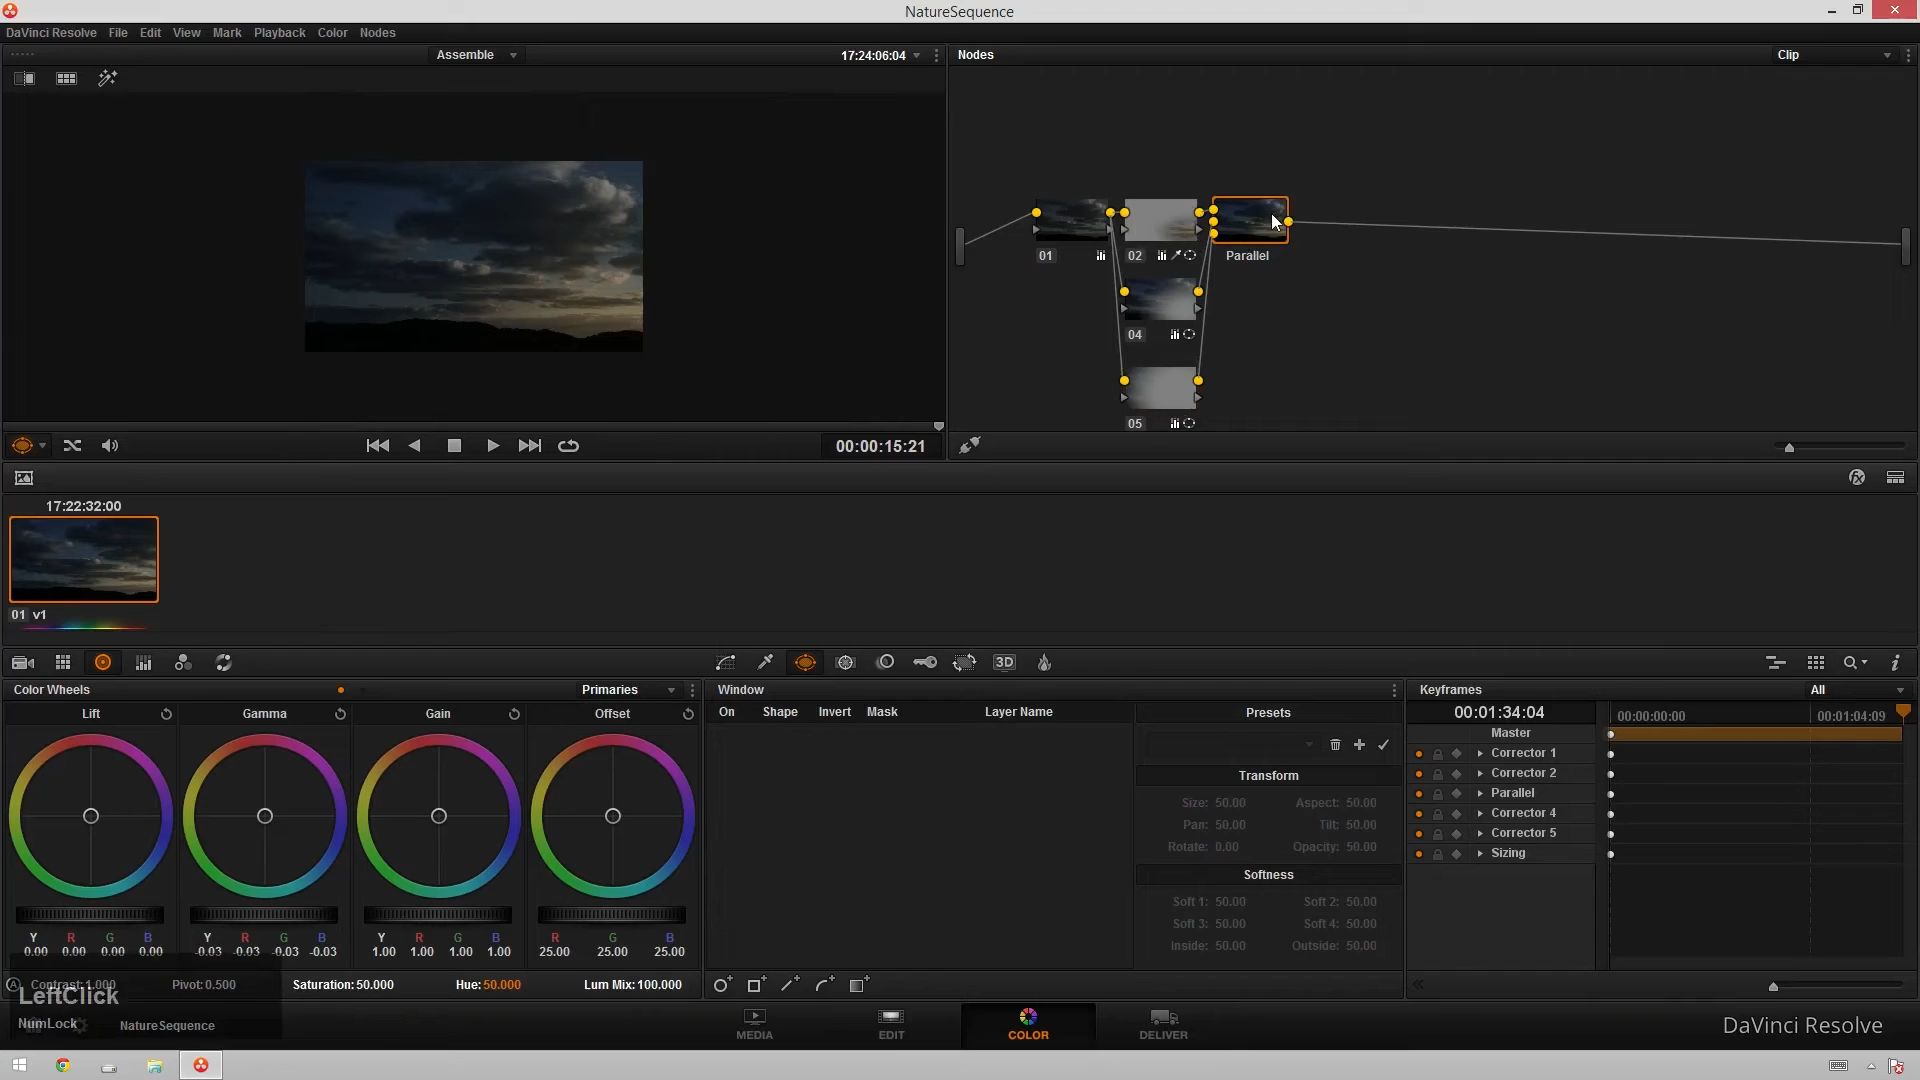 NatureSequence
DaVinci Resolve File Edit View Mark Playback Color Nodes
Assemble 17:24:06:04
Nodes Clip
01 02 Parallel
04
05
00:00:15:21
17:22:32:00
01 v1
3D
Color Wheels Primaries
Window
Keyframes All
Lift Gamma Gain Offset
On Shape Invert Mask Layer Name Presets
00:01:34:04 00:00:00:00 00:01:04:09
Master
Corrector 1
Corrector 2
Parallel
Corrector 4
Corrector 5
Sizing
Transform
Size: 50.00 Aspect: 50.00
Pan: 50.00 Tilt: 50.00
Rotate: 0.00 Opacity: 50.00
Softness
Soft 1: 50.00 Soft 2: 50.00
Soft 3: 50.00 Soft 4: 50.00
Inside: 50.00 Outside: 50.00
Y R G B Y R G B Y R G B R G B
0.00 0.00 0.00 0.00 -0.03 -0.03 -0.03 -0.03 1.00 1.00 1.00 1.00 25.00 25.00 25.00
A Contrast:1.000 Pivot:0.500 Saturation:50.000 Hue:50.000 Lum Mix:100.000
LeftClick
NumLock
NatureSequence
MEDIA EDIT COLOR DELIVER
DaVinci Resolve